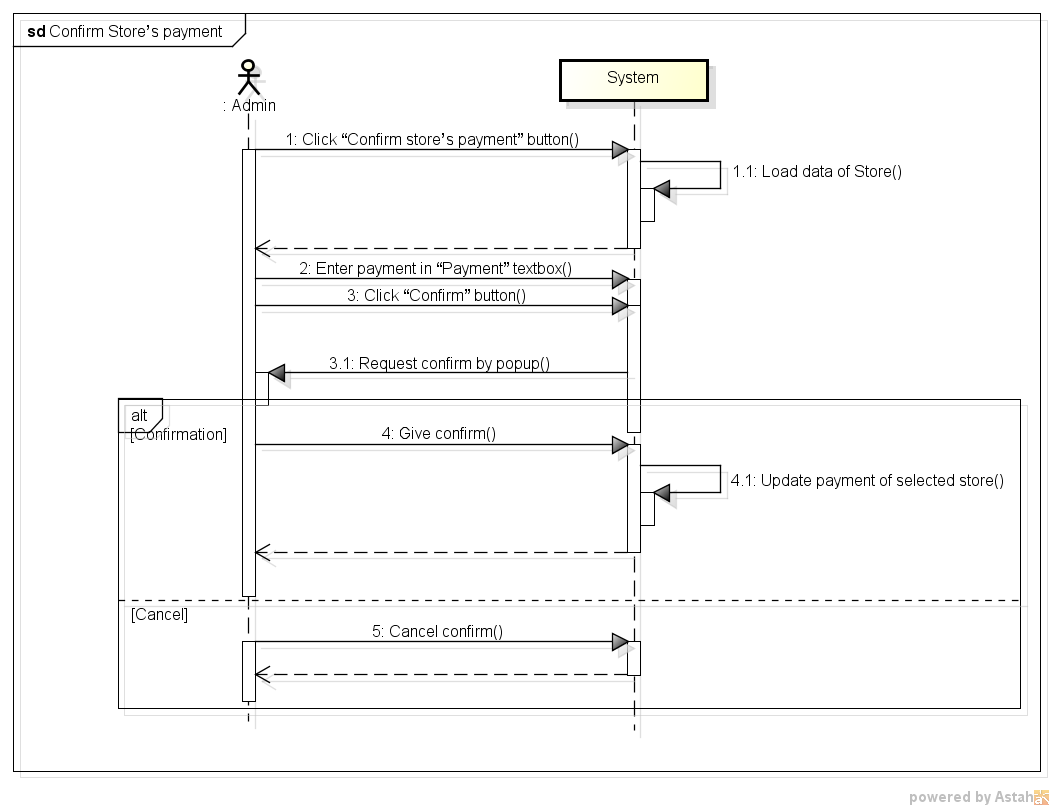 sd Confirm Store's payment
: Admin
System
1: Click “Confirm store's payment” button()
1.1: Load data of Store()
2: Enter payment in “Payment” textbox()
3: Click “Confirm” button()
3.1: Request confirm by popup()
alt
[Confirmation]
4: Give confirm()
4.1: Update payment of selected store()
[Cancel]
5: Cancel confirm()
powered by Astah